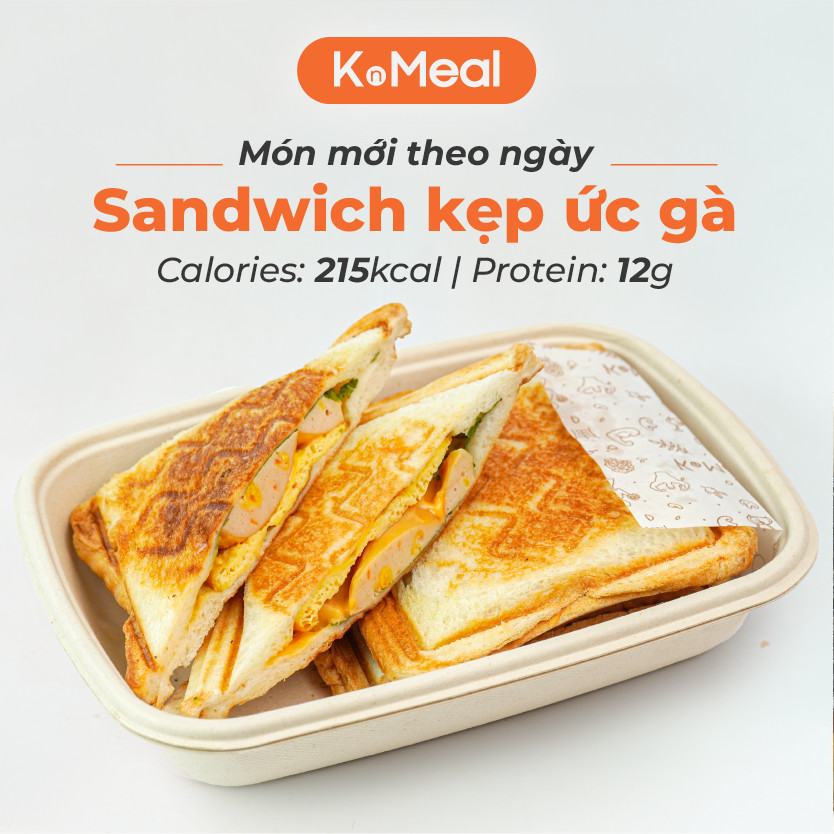 KnMeal
Món mới theo ngày
Sandwich kẹp ức gà
Calories: 215kcal | Protein: 12g